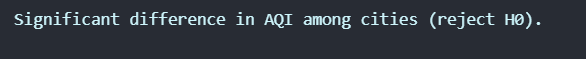 Significant difference in AQI among cities (reject H0).